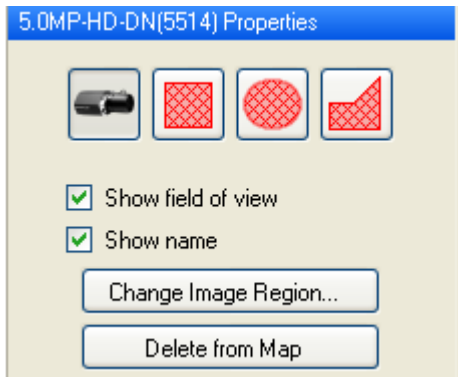 5.0MP-HD-DN(5514) Properties
Show field of view
Show name
Change Image Region...
Delete from Map